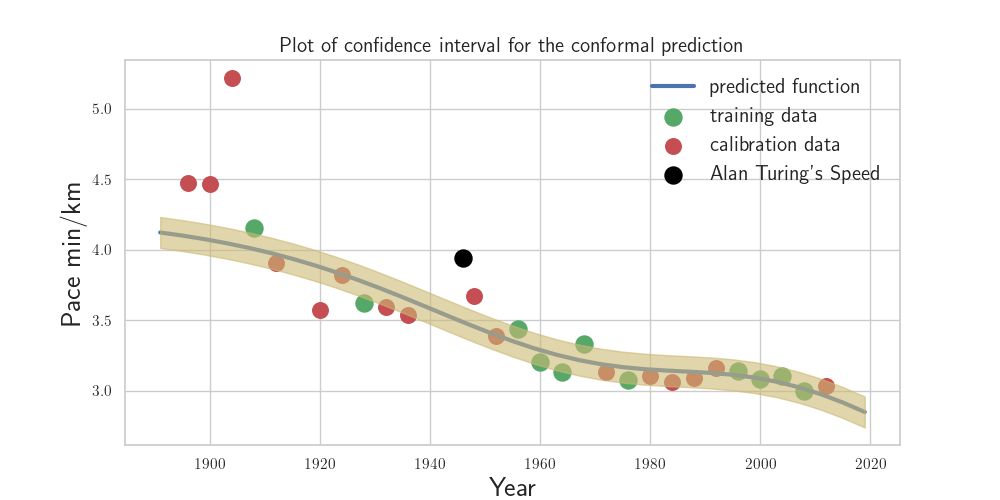 Plot of confidence interval for the conformal prediction
predicted function
training data
calibration data
Alan Turing's Speed
Pace min/km
5.0
4.5
4.0
3.5
3.0
1900 1920 1940 1960 1980 2000 2020
Year